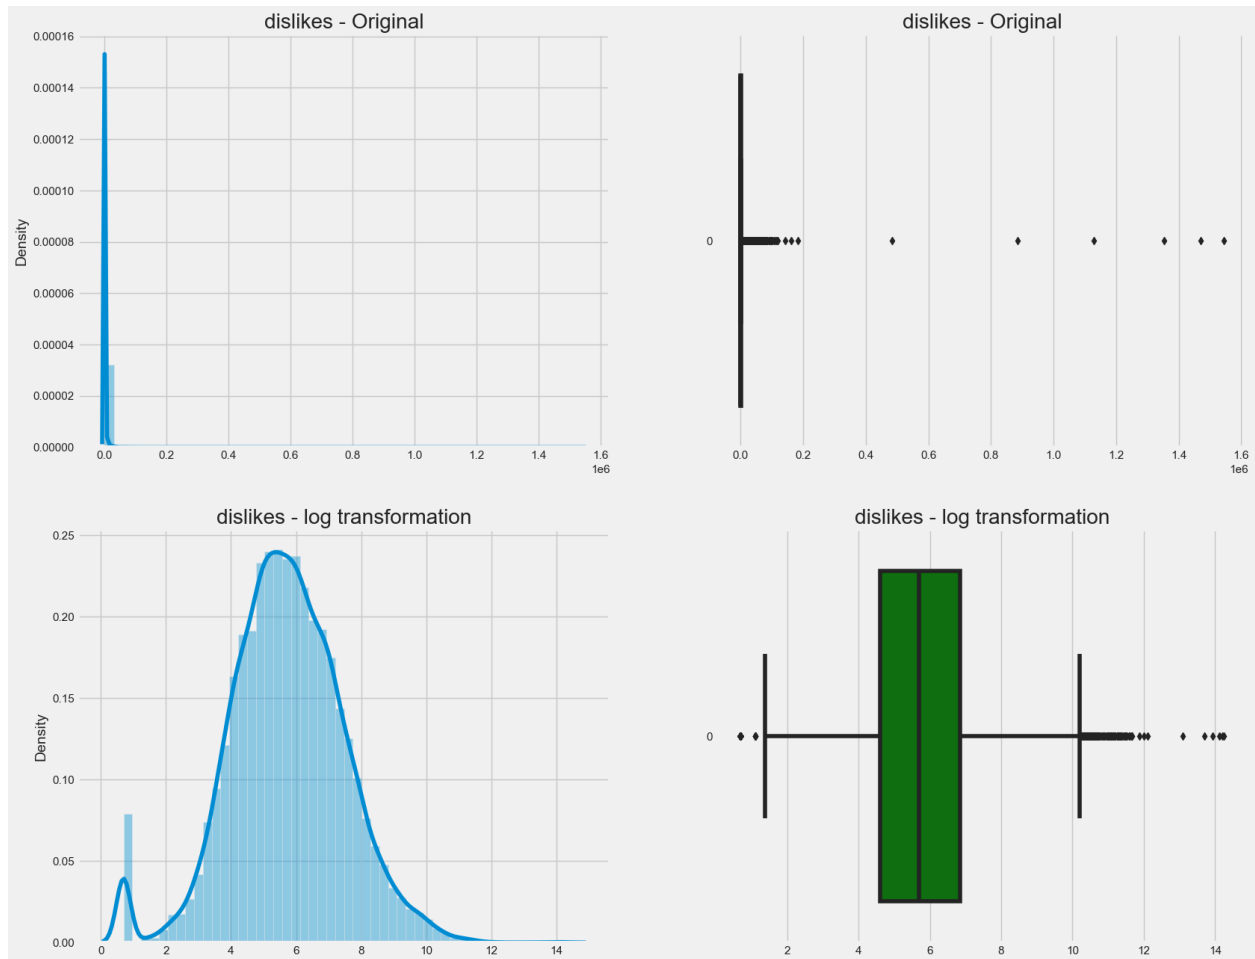 dislikes - Original
0.00016
0.00014
0.00012
0.00010
0.00008
0.00006
0.00004
0.00002
0.00000
Density
0.0 0.2 0.4 0.6 0.8 1.0 1.2 1.4 1.6
1e6
dislikes - Original
0
0.0 0.2 0.4 0.6 0.8 1.0 1.2 1.4 1.6
1e6
dislikes - log transformation
0.25
0.20
0.15
0.10
0.05
0.00
Density
0 2 4 6 8 10 12 14
dislikes - log transformation
0
2 4 6 8 10 12 14